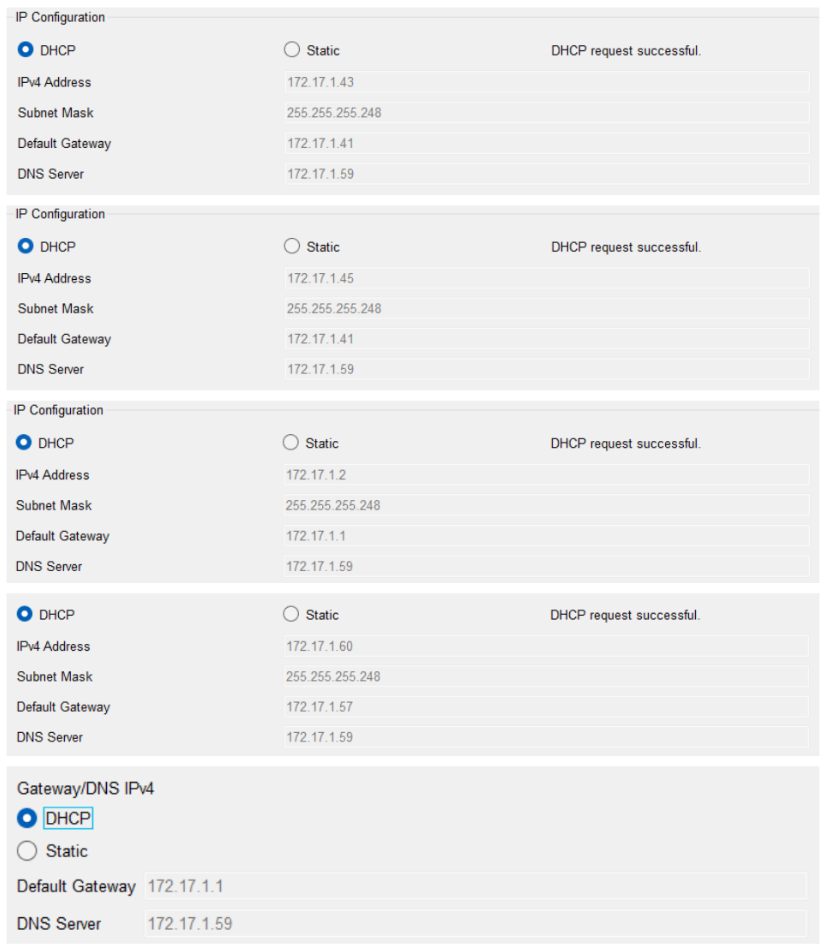 IP Configuration
DHCP Static DHCP request successful.
IPv4 Address 172.17.1.43
Subnet Mask 255.255.255.248
Default Gateway 172.17.1.41
DNS Server 172.17.1.59
IP Configuration
DHCP Static DHCP request successful.
IPv4 Address 172.17.1.45
Subnet Mask 255.255.255.248
Default Gateway 172.17.1.41
DNS Server 172.17.1.59
IP Configuration
DHCP Static DHCP request successful.
IPv4 Address 172.17.1.2
Subnet Mask 255.255.255.248
Default Gateway 172.17.1.1
DNS Server 172.17.1.59
DHCP Static DHCP request successful.
IPv4 Address 172.17.1.60
Subnet Mask 255.255.255.248
Default Gateway 172.17.1.57
DNS Server 172.17.1.59
Gateway/DNS IPv4
DHCP
Static
Default Gateway 172.17.1.1
DNS Server 172.17.1.59